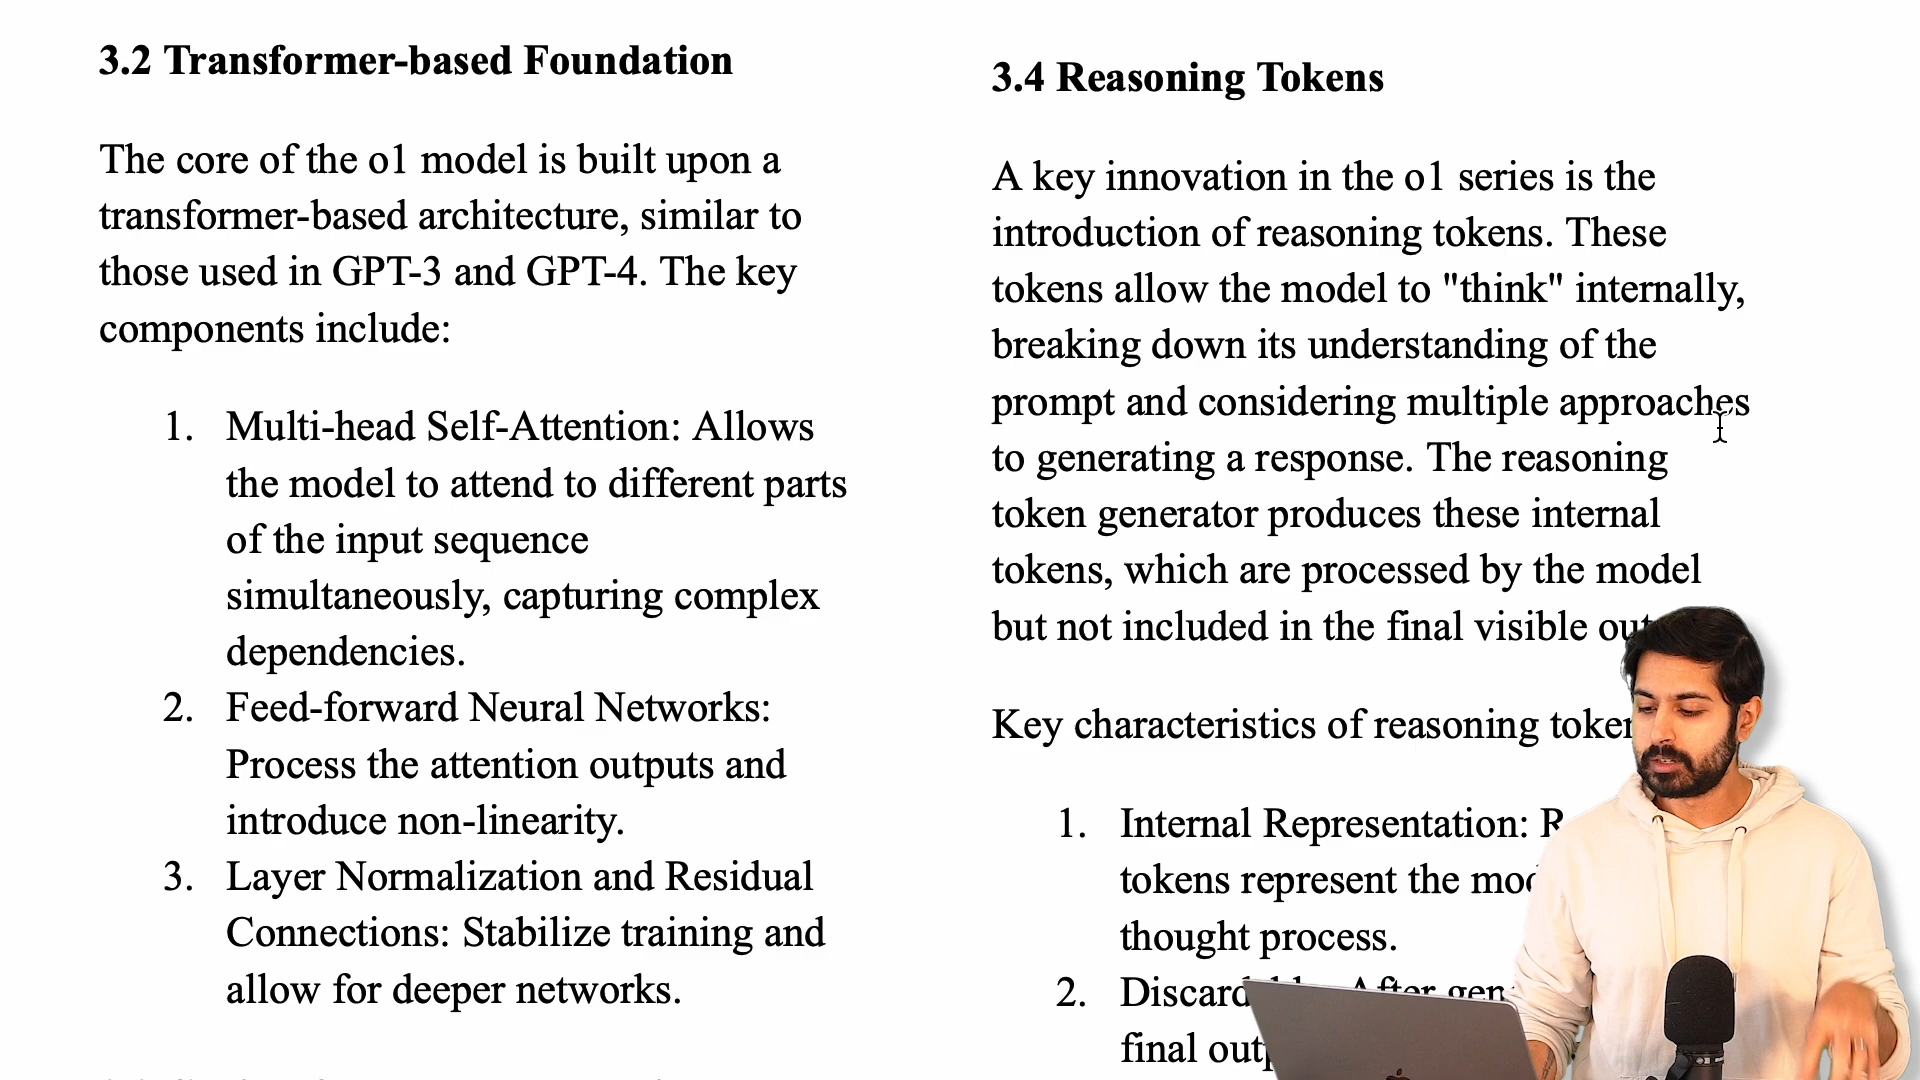 3.2 Transformer-based Foundation
The core of the o1 model is built upon a
transformer-based architecture, similar to
those used in GPT-3 and GPT-4. The key
components include:
1. Multi-head Self-Attention: Allows
the model to attend to different parts
of the input sequence
simultaneously, capturing complex
dependencies.
2. Feed-forward Neural Networks:
Process the attention outputs and
introduce non-linearity.
3. Layer Normalization and Residual
Connections: Stabilize training and
allow for deeper networks.
3.4 Reasoning Tokens
A key innovation in the o1 series is the
introduction of reasoning tokens. These
tokens allow the model to "think" internally,
breaking down its understanding of the
prompt and considering multiple approaches
to generating a response. The reasoning
token generator produces these internal
tokens, which are processed by the model
but not included in the final visible
Key characteristics of reasoning
1. Internal Representation:
tokens represent the
thought process.
2. After
final